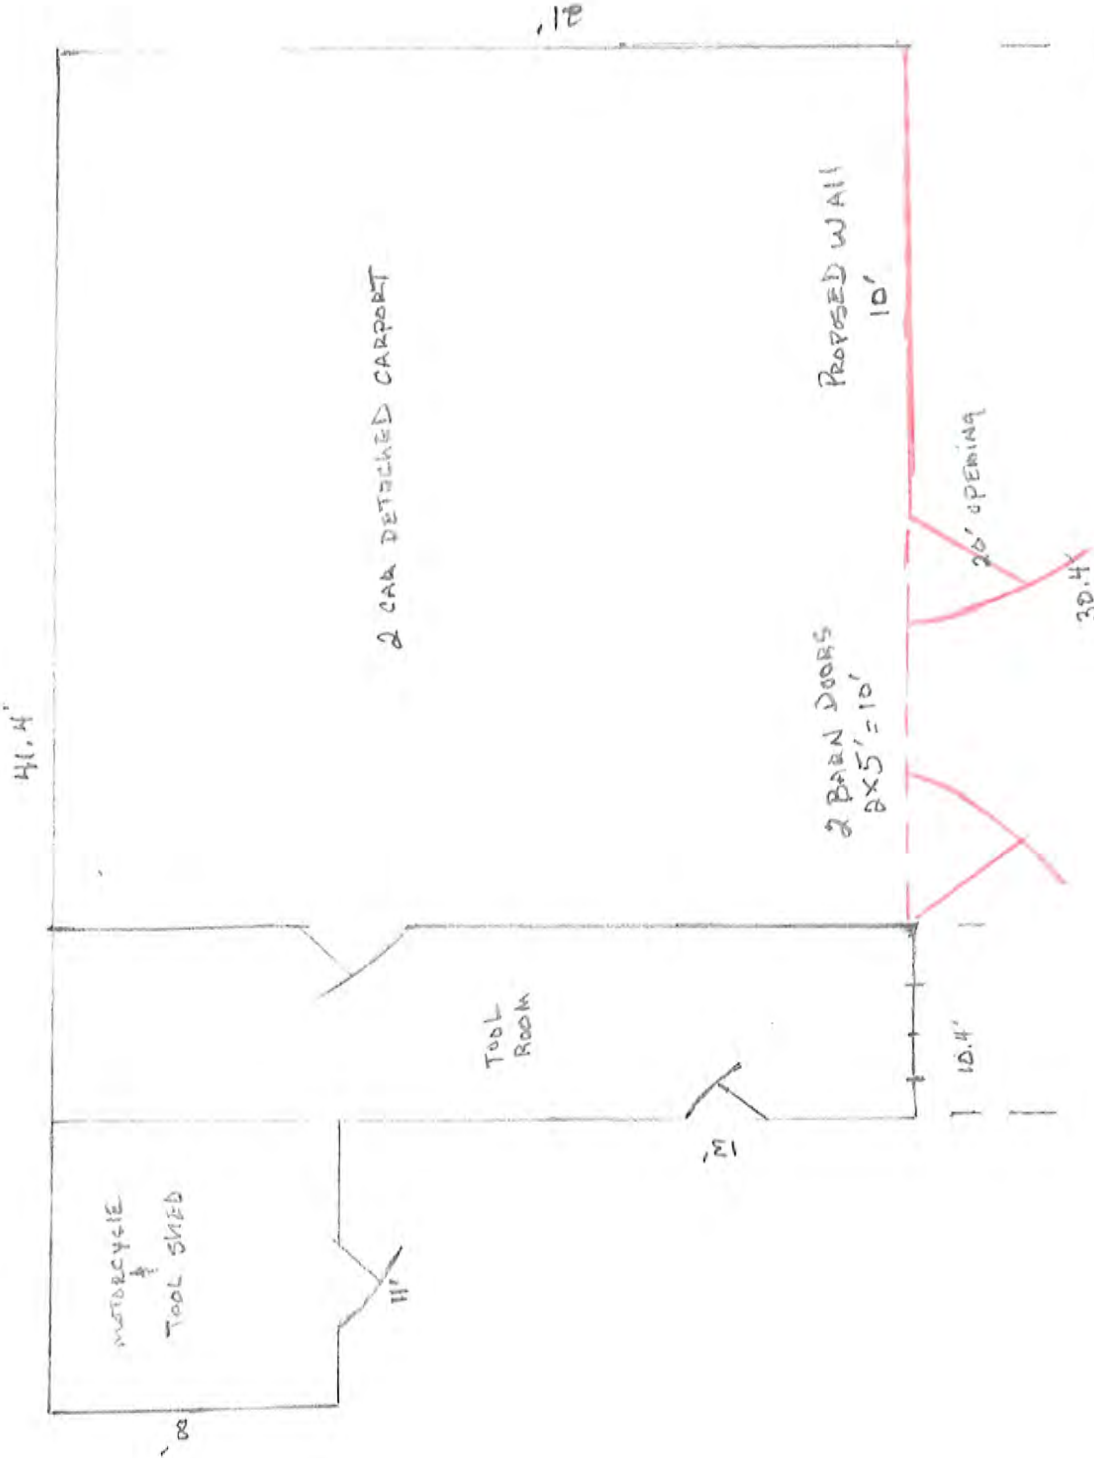 41.4'
21'
2 CAR DETACHED CARPORT
PROPOSED WALL
10'
2 BARN DOORS
2X5' = 10'
20' OPENING
30.4'
TOOL
ROOM
10.4'
13'
MOTORCYCLE
&
TOOL SHED
11'
8'